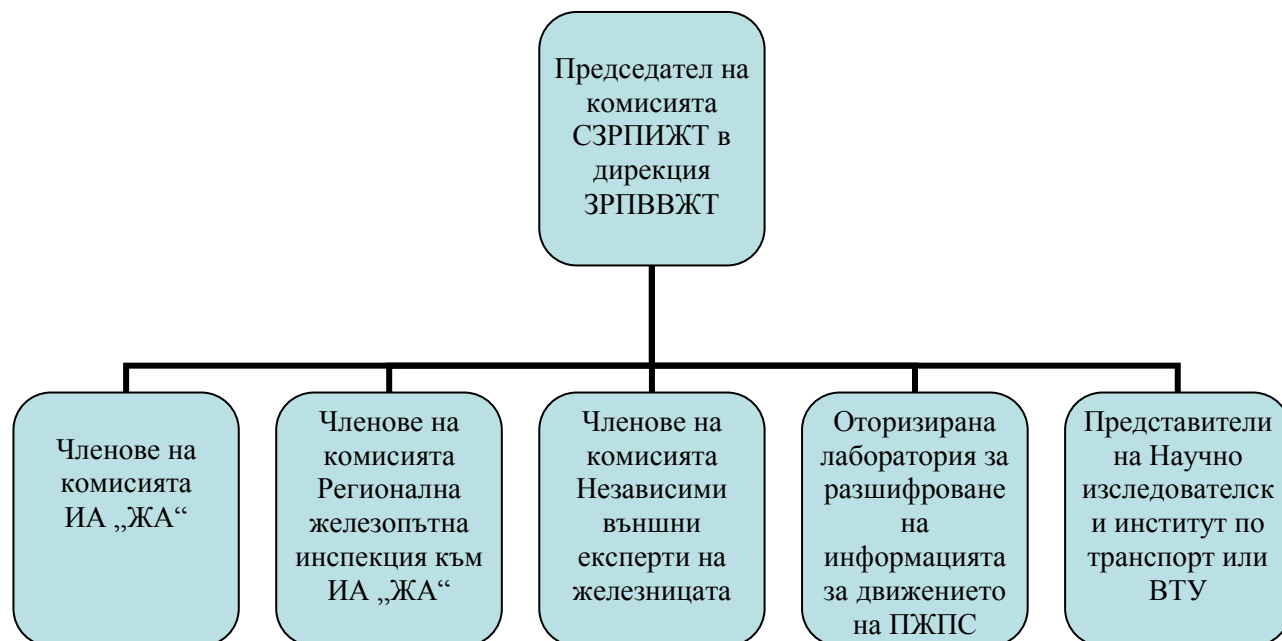 Председател на
комисията
СЗРПИЖТ в
дирекция
ЗРПВВЖТ
Членове на
комисията
ИА „ЖА“
Членове на
комисията
Регионална
железопътна
инспекция към
ИА „ЖА“
Членове на
комисията
Независими
външни
експерти на
железницата
Оторизирана
лаборатория за
разшифроване
на
информацията
за движението
на ПЖПС
Представители
на Научно
изследователск
и институт по
транспорт или
ВТУ